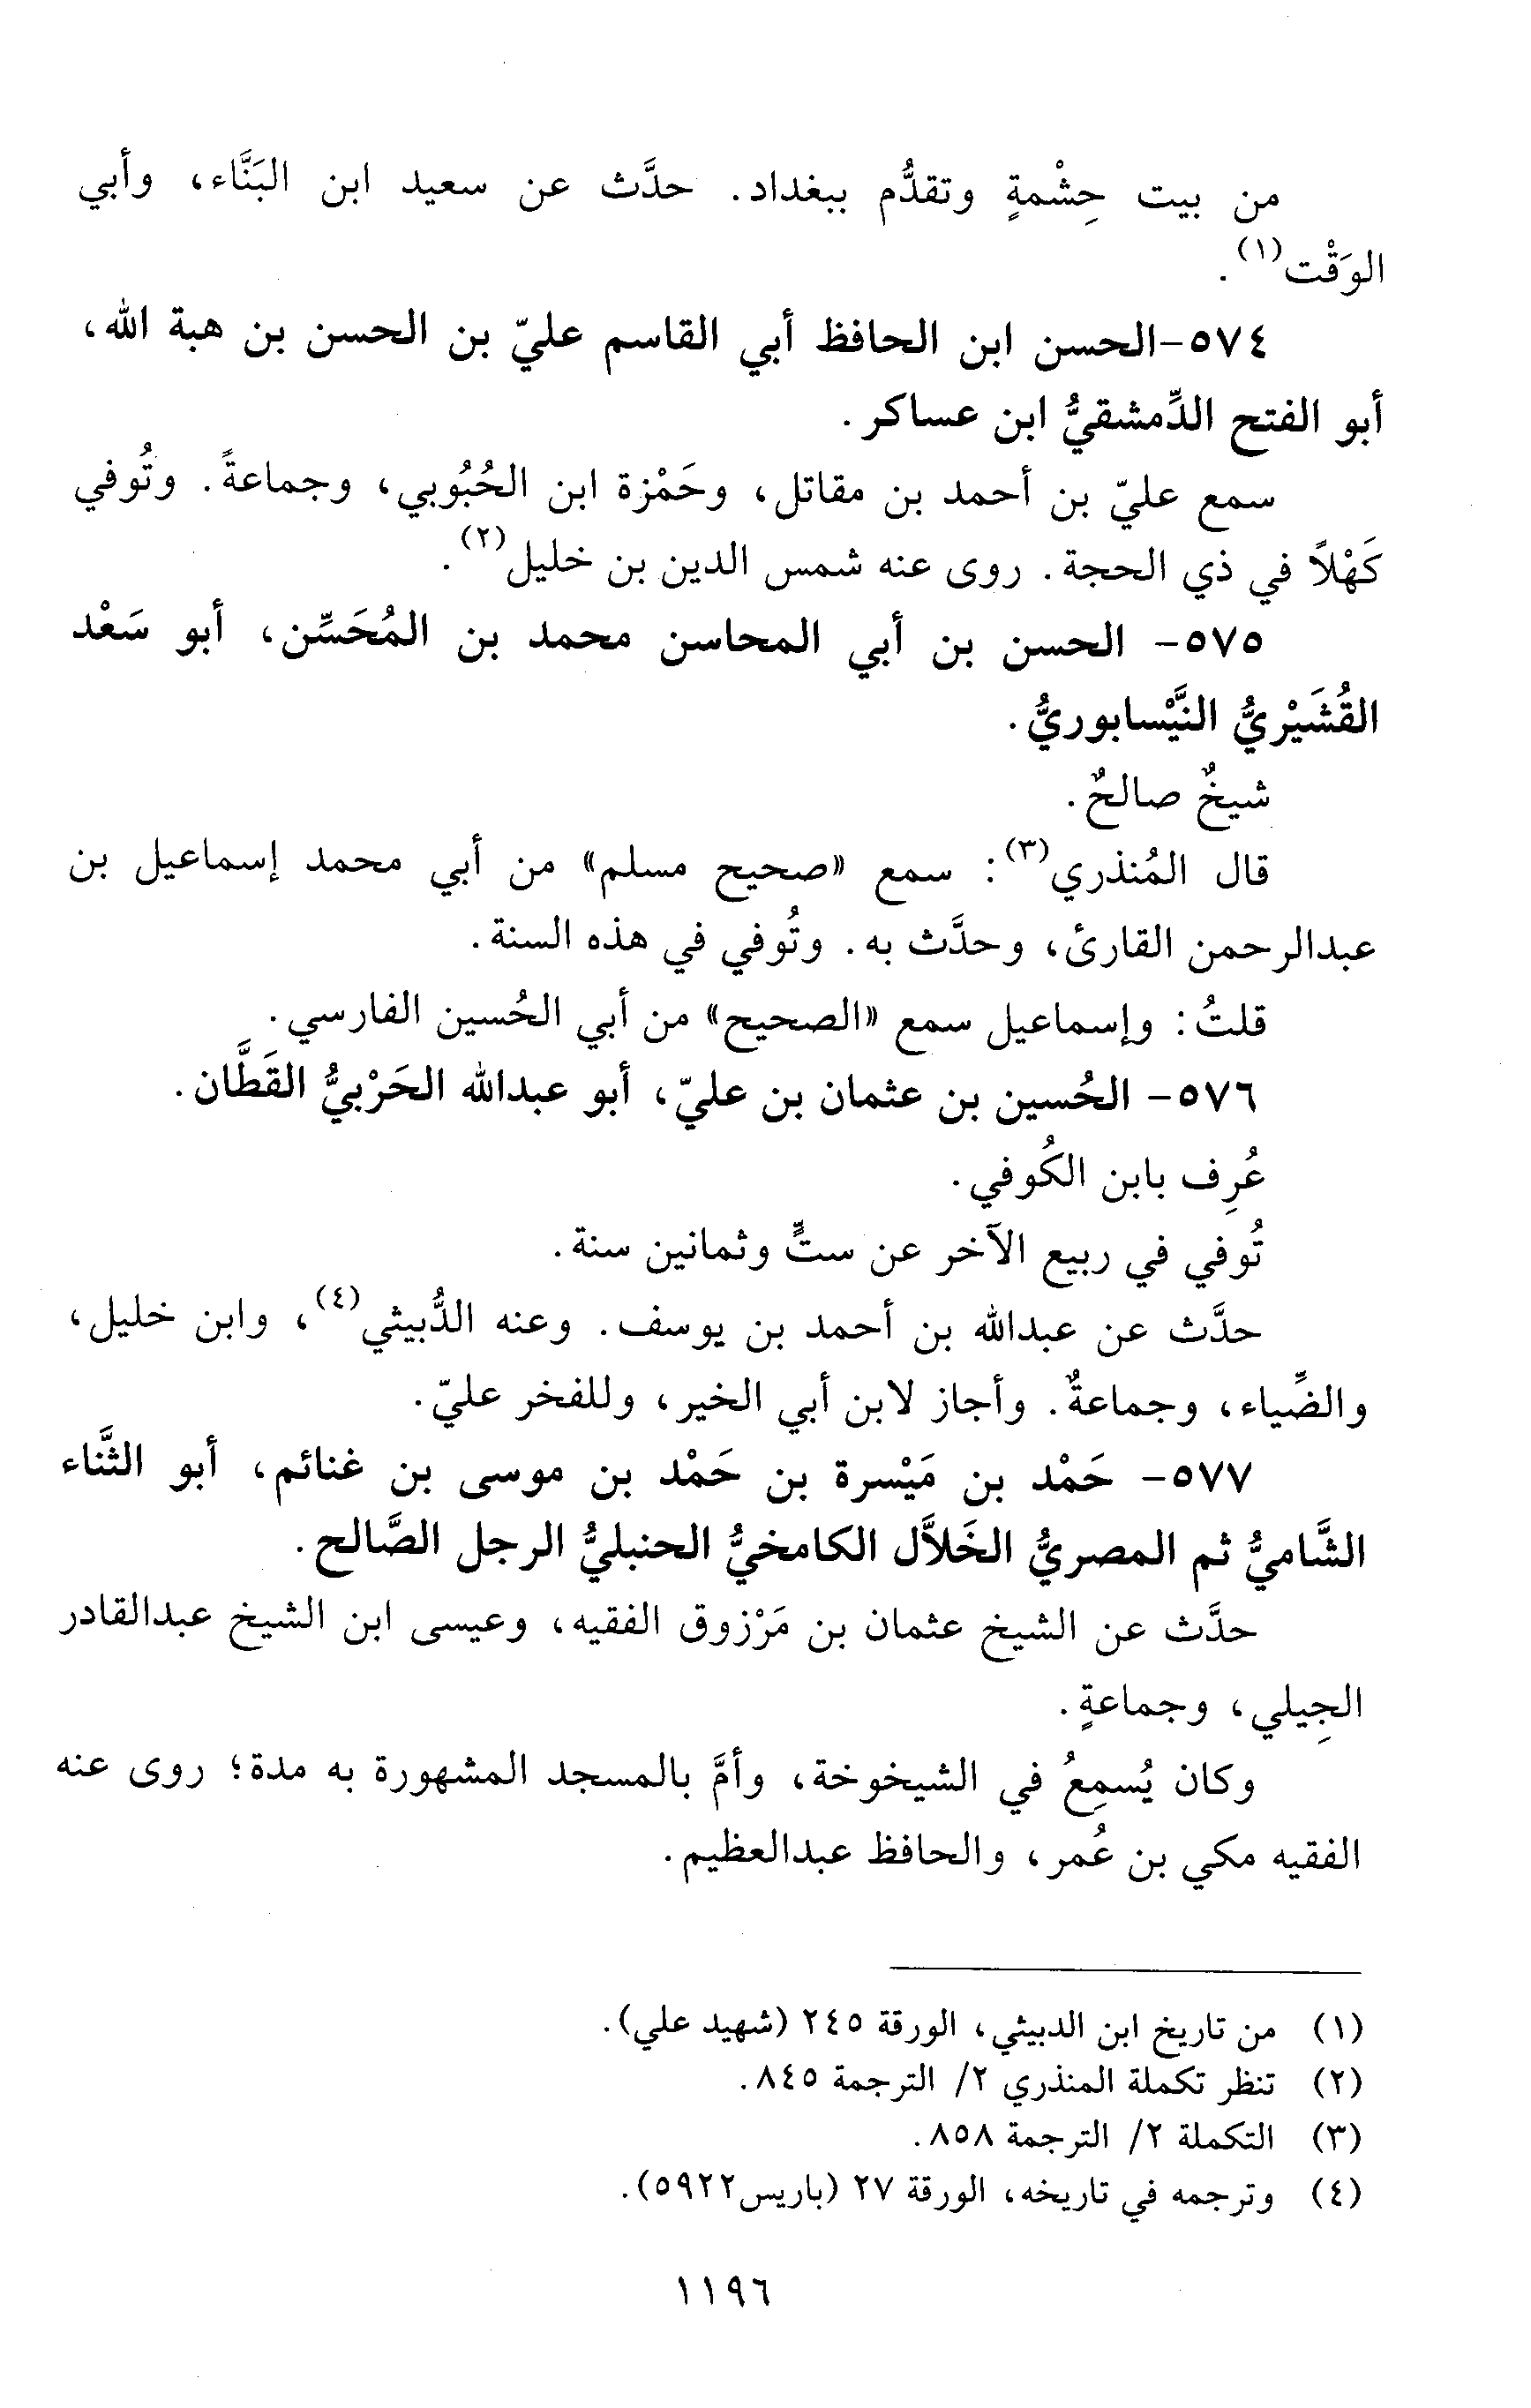 من بيت حِشْمةٍ وتقدُّم ببغداد. حدَّث عن سعيد ابن البَنَّاء، وأبي
الوَقْت(١).
٥٧٤-الحسن ابن الحافظ أبي القاسم عليّ بن الحسن بن هبة الله،
أبو الفتح الدِّمشقيُّ ابن عساكر.
سمع عليّ بن أحمد بن مقاتل، وحَمْزة ابن الحُبُوبي، وجماعةً. وتُوفي
كَهْلاً في ذي الحجة. روى عنه شمس الدين بن خليل(٢).
٥٧٥- الحسن بن أبي المحاسن محمد بن المُحَسِّن، أبو سَعْد
القُشَيْريُّ النَّيْسابوريُّ.
شيخٌ صالحٌ.
قال المُنذري(٣): سمع «صحيح مسلم» من أبي محمد إسماعيل بن
عبدالرحمن القارئ، وحدَّث به. وتُوفي في هذه السنة.
قلتُ: وإسماعيل سمع «الصحيح» من أبي الحُسين الفارسي.
٥٧٦- الحُسين بن عثمان بن عليّ، أبو عبدالله الحَرْبيُّ القَطَّان.
عُرِف بابن الكُوفي.
تُوفي في ربيع الآخر عن ستٍّ وثمانين سنة.
حدَّث عن عبدالله بن أحمد بن يوسف. وعنه الدُّبيثي(٤)، وابن خليل،
والضِّياء، وجماعةٌ. وأجاز لابن أبي الخير، وللفخر عليّ.
٥٧٧- حَمْد بن مَيْسرة بن حَمْد بن موسى بن غنائم، أبو الثَّناء
الشَّاميُّ ثم المصريُّ الخَلاَّل الكامخيُّ الحنبليُّ الرجل الصَّالح.
حدَّث عن الشيخ عثمان بن مَرْزوق الفقيه، وعيسى ابن الشيخ عبدالقادر
الجِيلي، وجماعةٍ.
وكان يُسمِعُ في الشيخوخة، وأمَّ بالمسجد المشهورة به مدة؛ روى عنه
الفقيه مكي بن عُمر، والحافظ عبدالعظيم.
(١) من تاريخ ابن الدبيثي، الورقة ٢٤٥ (شهيد علي).
(٢) تنظر تكملة المنذري ٢/ الترجمة ٨٤٥.
(٣) التكملة ٢/ الترجمة ٨٥٨.
(٤) وترجمه في تاريخه، الورقة ٢٧ (باريس٥٩٢٢).
١١٩٦